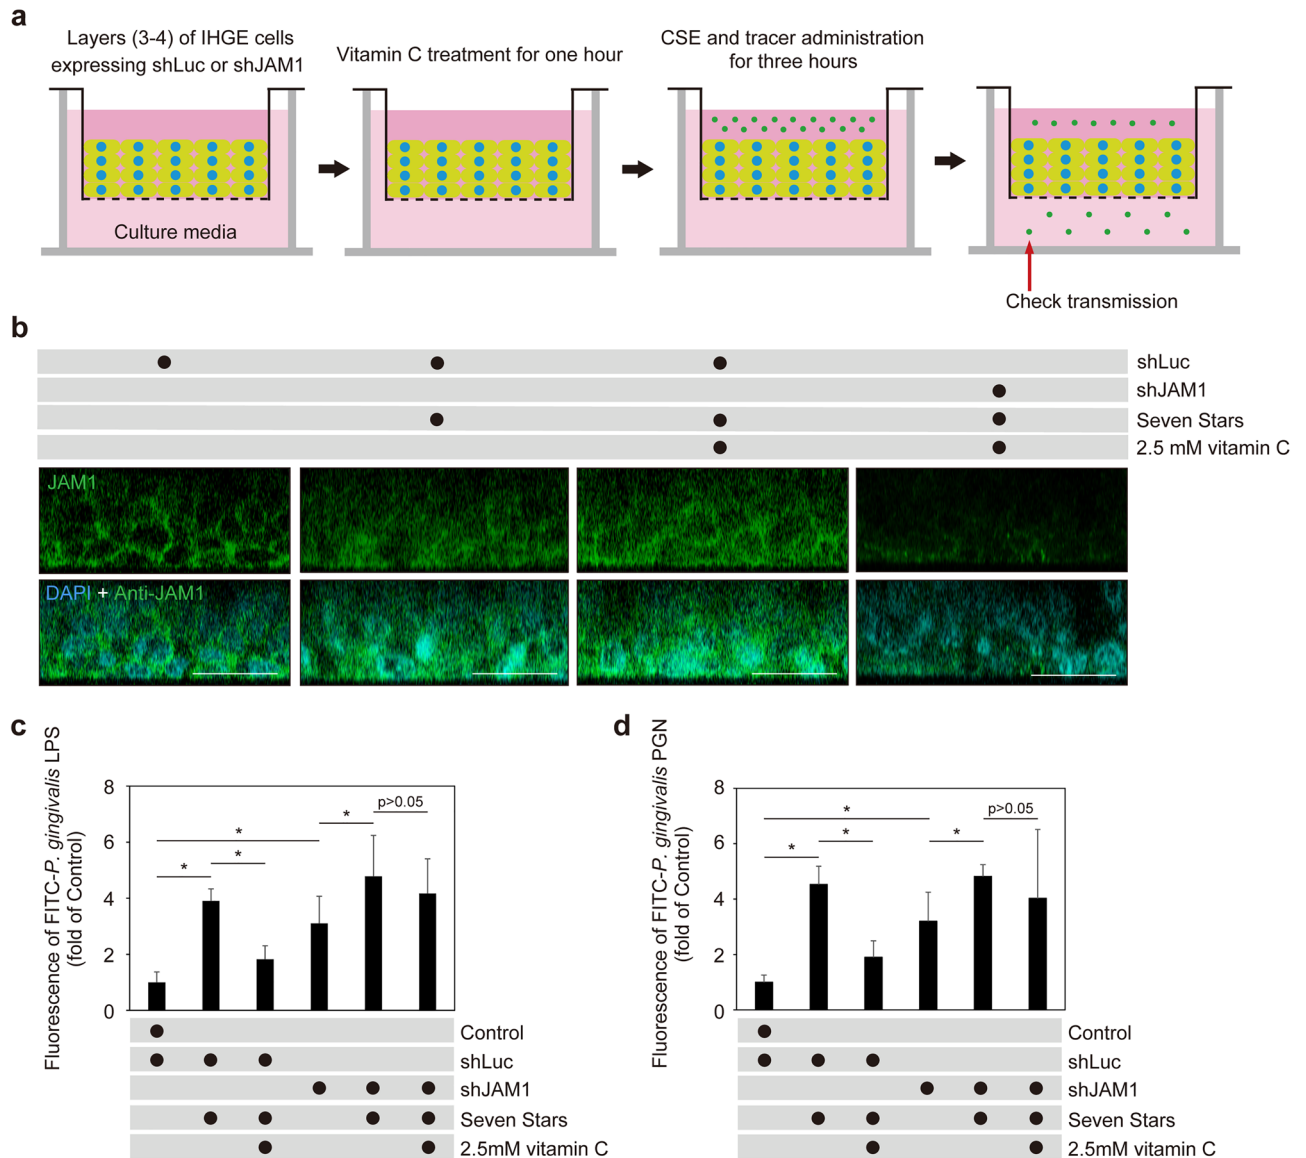 a
Layers (3-4) of IHGE cells
expressing shLuc or shJAM1
Vitamin C treatment for one hour
CSE and tracer administration
for three hours
Culture media
Check transmission
b
shLuc
shJAM1
Seven Stars
2.5 mM vitamin C
JAM1
DAPI + Anti-JAM1
c
Fluorescence of FITC-P. gingivalis LPS
(fold of Control)
8
6
4
2
0
*
*
*
*
p>0.05
Control
shLuc
shJAM1
Seven Stars
2.5mM vitamin C
d
Fluorescence of FITC-P. gingivalis PGN
(fold of Control)
8
6
4
2
0
*
*
*
*
p>0.05
Control
shLuc
shJAM1
Seven Stars
2.5mM vitamin C